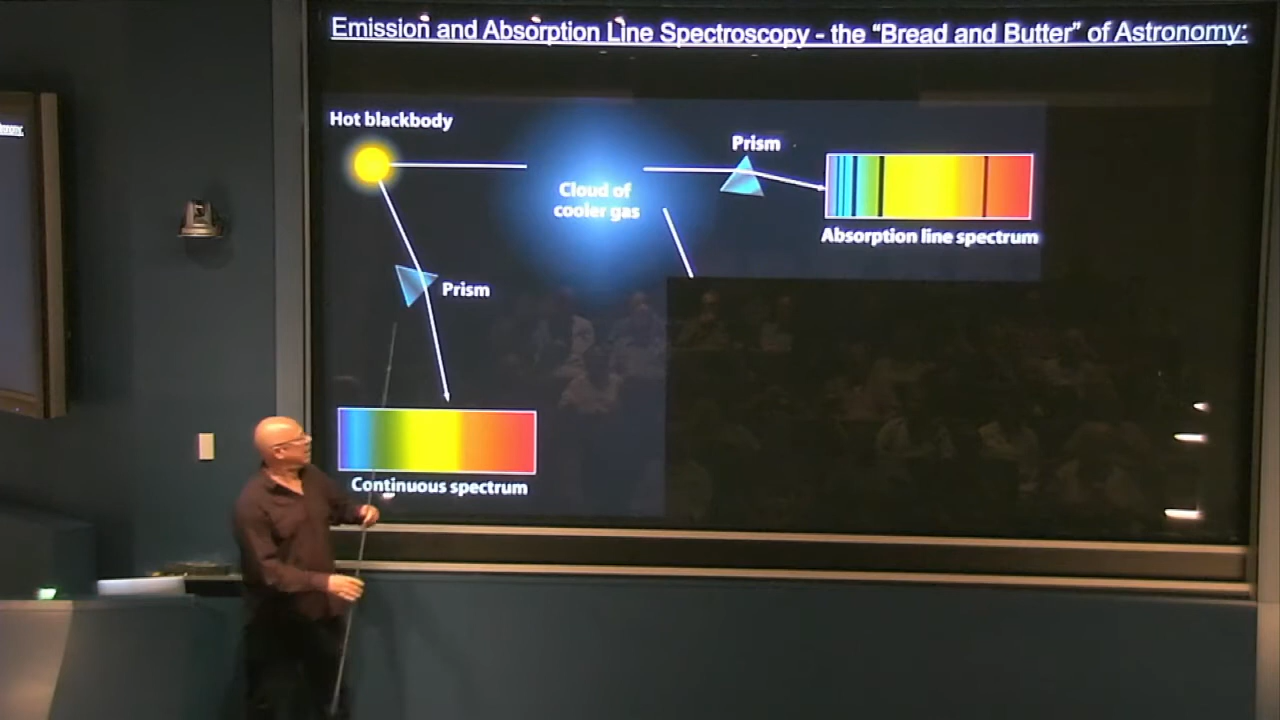 Emission and Absorption Line Spectroscopy - the “Bread and Butter” of Astronomy:
Hot blackbody
Prism
Cloud of
cooler gas
Absorption line spectrum
Prism
Continuous spectrum